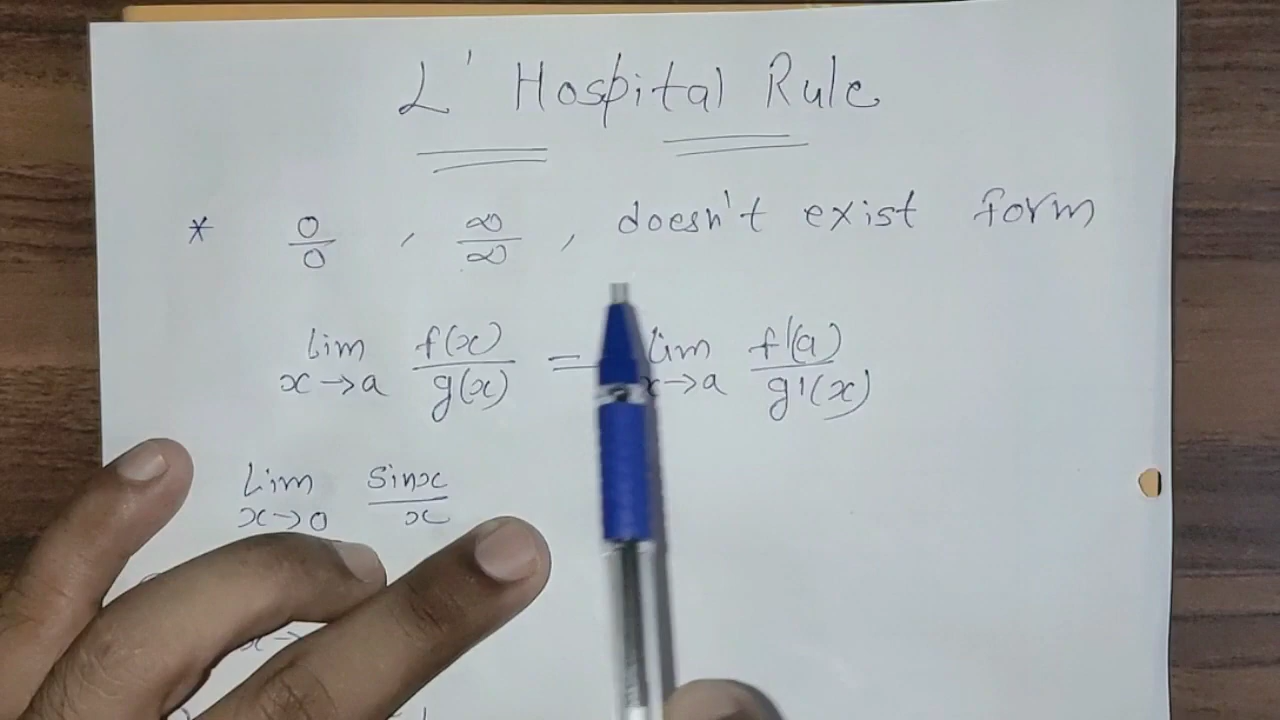 L' Hospital Rule
* 0/0 , ∞/∞ , doesn't exist form
lim x→a f(x)/g(x) = lim x→a f'(a)/g'(x)
Lim x→0 Sinx/x
x→